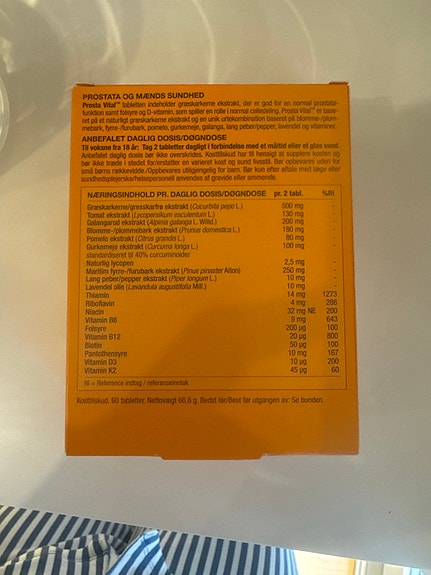 PROSTATA OG MÆNDS SUNDHED
Prosta Vital™ tabletten indeholder græskarkerne ekstrakt, der er god for en normal prostata-
funktion samt folsyre og D-vitamin, som spiller en rolle i normal celledeling. Prosta Vital™ er base-
ret på et naturligt græskarkerne ekstrakt og en unik urtekombination baseret på blomme-/plom-
mebark, fyrre-/furubark, pomelo, gurkemeje, galanga, lang peber/pepper, lavendel og vitaminer.
ANBEFALET DAGLIG DOSIS/DØGNDOSE
Til voksne fra 18 år: Tag 2 tabletter dagligt i forbindelse med et måltid eller et glas vand.
Anbefalet daglig dosis bør ikke overskrides. Kosttilskud har til hensigt at supplere kosten og
bør ikke træde i stedet for/erstatter en varieret kost og sund livsstil. Bør opbevares uden for
små børns rækkevidde./Oppbevares utilgjengelig for barn. Bør kun efter aftale med læge eller
sundhedsplejerske/helsepersonell anvendes af gravide eller ammende.
NÆRINGSINDHOLD PR. DAGLIG DOSIS/DØGNDOSE pr. 2 tabl. %RI
Græskarkerne/gresskarfrø ekstrakt (Cucurbita pepo L.) 500 mg -
Tomat ekstrakt (Lycopersikum esculentum L.) 130 mg -
Galangarod ekstrakt (Alpinia galanga L. Willd.) 200 mg -
Blomme-/plommebark ekstrakt (Prunus domestica L.) 180 mg -
Pomelo ekstrakt (Citrus grandis L.) 80 mg -
Gurkemeje ekstrakt (Curcuma longa L.) 100 mg -
standardiseret til 40% curcuminoider
Naturlig lycopen 2,5 mg -
Maritim fyrre-/furubark ekstrakt (Pinus pinaster Aiton) 250 mg -
Lang peber/pepper ekstrakt (Piper longum L.) 10 mg -
Lavendel olie (Lavandula augustifolia Mill.) 10 mg -
Thiamin 14 mg 1273
Riboflavin 4 mg 286
Niacin 32 mg NE 200
Vitamin B6 9 mg 643
Folsyre 200 µg 100
Vitamin B12 20 µg 800
Biotin 50 µg 100
Pantothensyre 10 mg 167
Vitamin D3 10 µg 200
Vitamin K2 45 µg 60
RI = Reference indtag / referanseinntak
Kosttilskud. 60 tabletter. Nettovægt 66,6 g. Bedst før/Best før utgangen av: Se bunden.